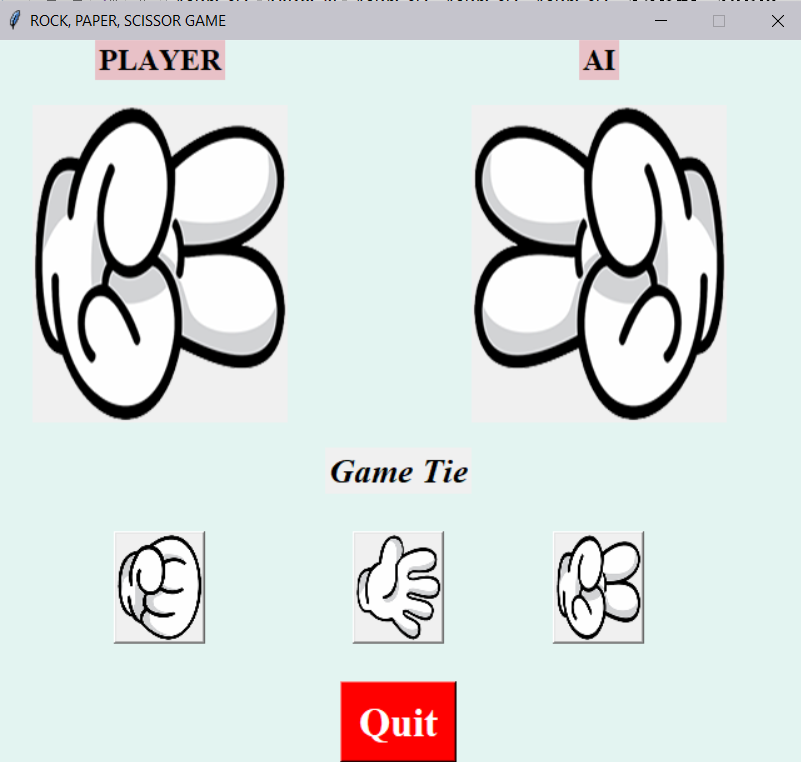 ROCK, PAPER, SCISSOR GAME
PLAYER
AI
Game Tie
Quit